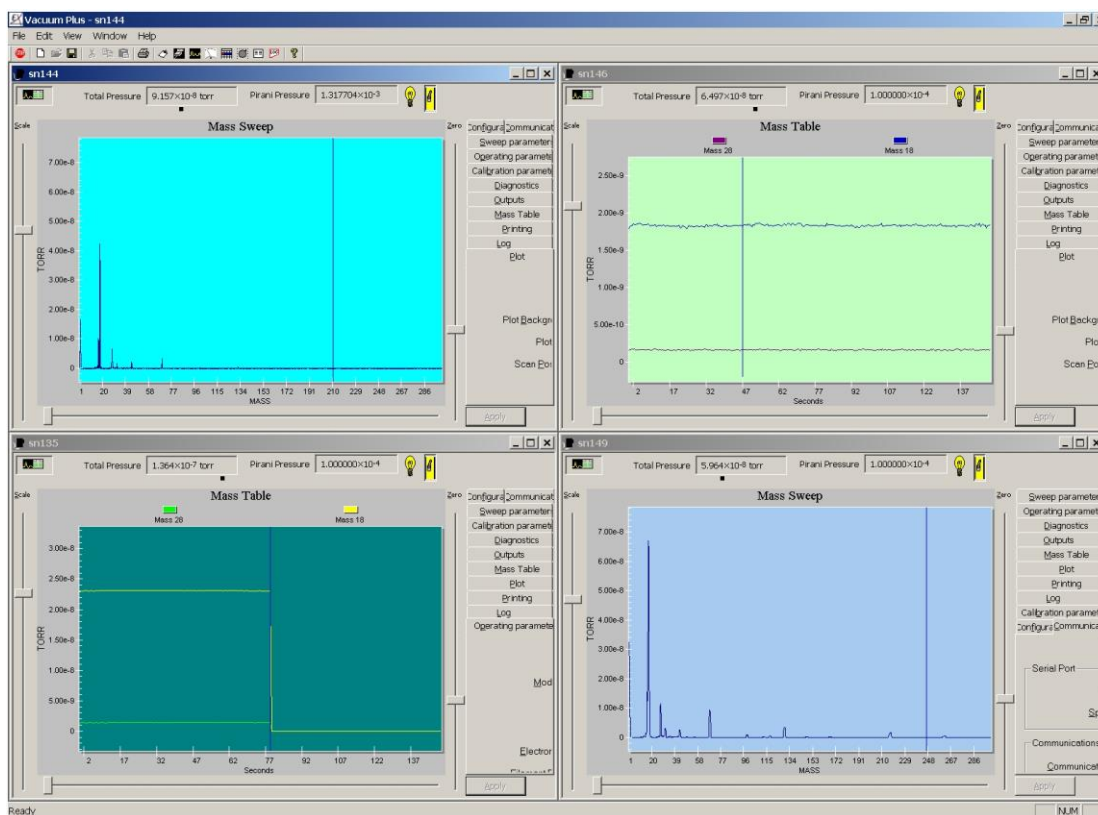 Vacuum Plus - sn144
File Edit View Window Help
sn144
Total Pressure 9.157×10-8 torr Pirani Pressure 1.317704×10-3
Scale Mass Sweep Zero
Configura Communicat
Sweep parameter
Operating paramete
Calibration paramete
Diagnostics
Outputs
Mass Table
Printing
Log
Plot
Plot Backgr
Plot
Scan Poi
Apply
7.00e-8
6.00e-8
5.00e-8
4.00e-8
3.00e-8
2.00e-8
1.00e-8
0
TORR
1 20 39 58 77 96 115 134 153 172 191 210 229 248 267 286
MASS
sn146
Total Pressure 6.497×10-8 torr Pirani Pressure 1.000000×10-4
Scale Mass Table Zero
Mass 28 Mass 18
Configura Communica
Sweep parameter
Operating paramete
Calibration paramete
Diagnostics
Outputs
Mass Table
Printing
Log
Plot
Plot Backgr
Plo
Scan Po
Apply
2.50e-9
2.00e-9
1.50e-9
1.00e-9
5.00e-10
0
TORR
2 17 32 47 62 77 92 107 122 137
Seconds
sn135
Total Pressure 1.364×10-7 torr Pirani Pressure 1.000000×10-4
Scale Mass Table Zero
Mass 28 Mass 18
Configura Communicat
Sweep parameter
Calibration paramete
Diagnostics
Outputs
Mass Table
Plot
Printing
Log
Operating paramete
Mod
Electror
Apply
3.00e-8
2.50e-8
2.00e-8
1.50e-8
1.00e-8
5.00e-9
0
TORR
2 17 32 47 62 77 92 107 122 137
Seconds
sn149
Total Pressure 5.964×10-8 torr Pirani Pressure 1.000000×10-4
Scale Mass Sweep Zero
Sweep parameter
Operating paramete
Diagnostics
Outputs
Mass Table
Plot
Printing
Log
Calibration paramet
Configura Communica
Serial Port
Sp
Communications
Communicat
Apply
7.00e-8
6.00e-8
5.00e-8
4.00e-8
3.00e-8
2.00e-8
1.00e-8
0
TORR
1 20 39 58 77 96 115 134 153 172 191 210 229 248 267 286
MASS
Ready NUM